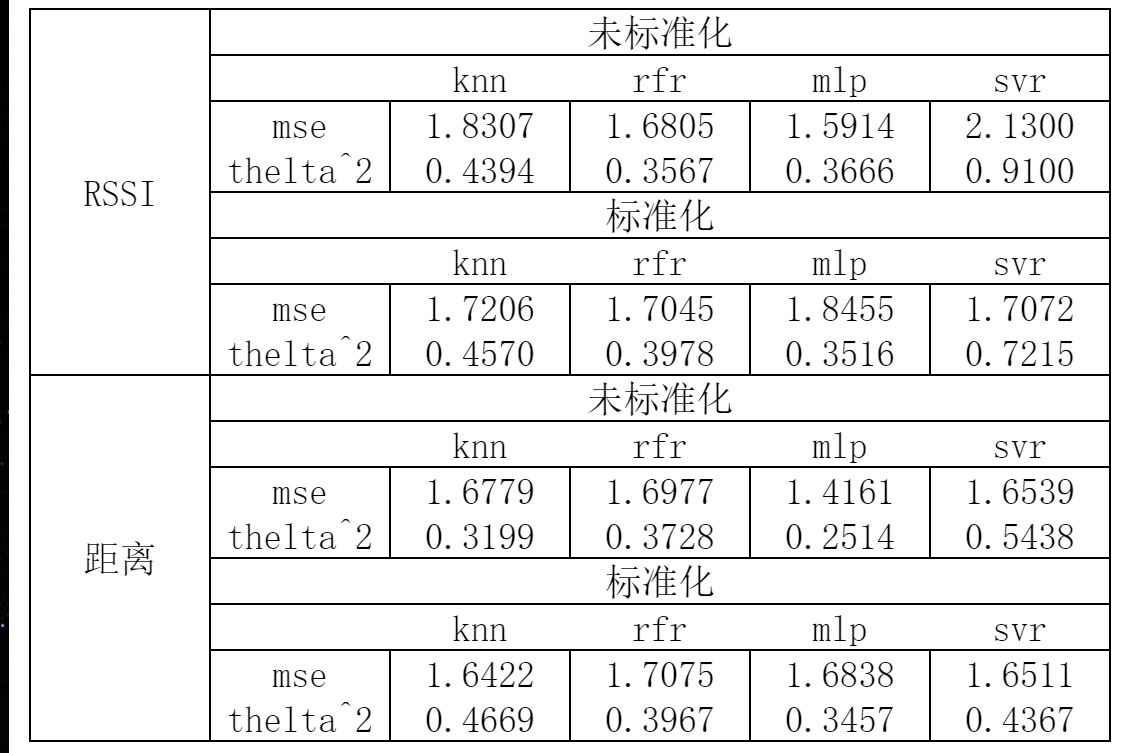 未标准化
knn rfr mlp svr
mse 1.8307 1.6805 1.5914 2.1300
thelta^2 0.4394 0.3567 0.3666 0.9100
RSSI
标准化
knn rfr mlp svr
mse 1.7206 1.7045 1.8455 1.7072
thelta^2 0.4570 0.3978 0.3516 0.7215
未标准化
knn rfr mlp svr
mse 1.6779 1.6977 1.4161 1.6539
thelta^2 0.3199 0.3728 0.2514 0.5438
距离
标准化
knn rfr mlp svr
mse 1.6422 1.7075 1.6838 1.6511
thelta^2 0.4669 0.3967 0.3457 0.4367